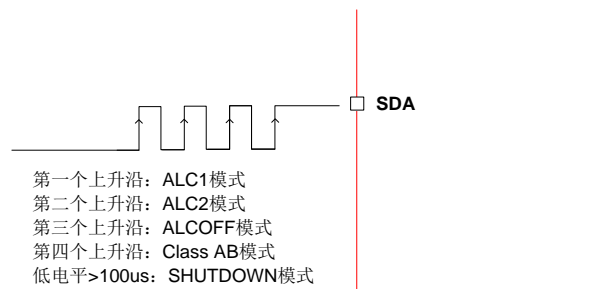 SDA
第一个上升沿：ALC1模式
第二个上升沿：ALC2模式
第三个上升沿：ALCOFF模式
第四个上升沿：Class AB模式
低电平>100us：SHUTDOWN模式